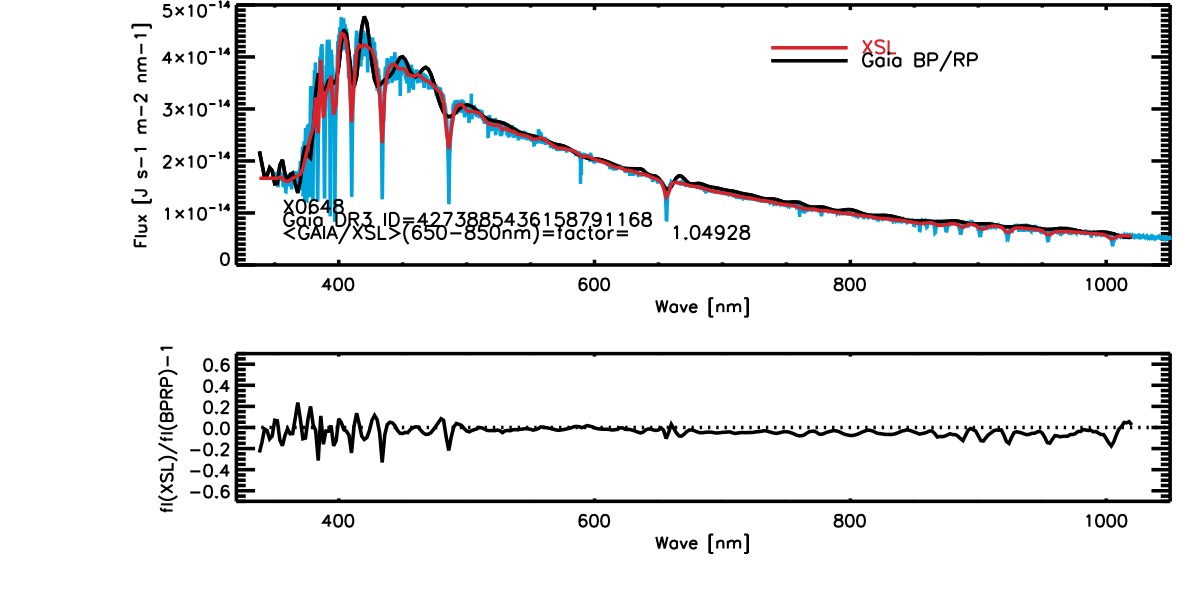 5×10⁻¹⁴
4×10⁻¹⁴
3×10⁻¹⁴
2×10⁻¹⁴
1×10⁻¹⁴
0
Flux [J s−1 m−2 nm−1]
XSL
Gaia BP/RP
X0648
Gaia DR3 ID=4273885436158791168
<GAIA/XSL>(650−850nm)=factor= 1.04928
400 600 800 1000
Wave [nm]
0.6
0.4
0.2
0.0
−0.2
−0.4
−0.6
fl(XSL)/fl(BPRP)−1
400 600 800 1000
Wave [nm]